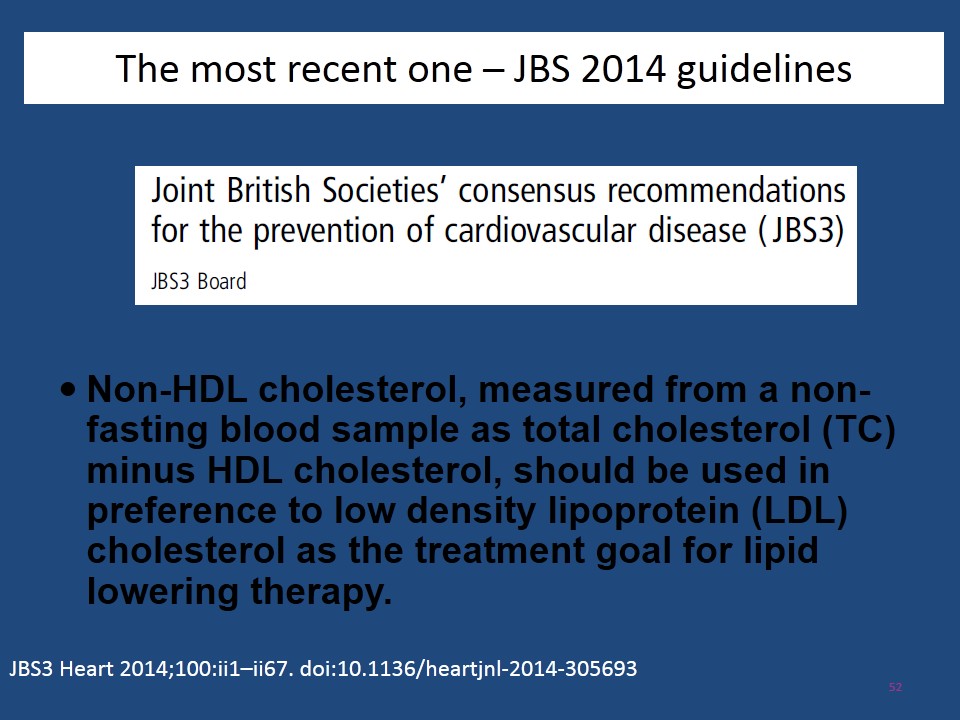 The most recent one – JBS 2014 guidelines
Joint British Societies’ consensus recommendations
for the prevention of cardiovascular disease (JBS3)
JBS3 Board
• Non-HDL cholesterol, measured from a non-
fasting blood sample as total cholesterol (TC)
minus HDL cholesterol, should be used in
preference to low density lipoprotein (LDL)
cholesterol as the treatment goal for lipid
lowering therapy.
JBS3 Heart 2014;100:ii1–ii67. doi:10.1136/heartjnl-2014-305693
52